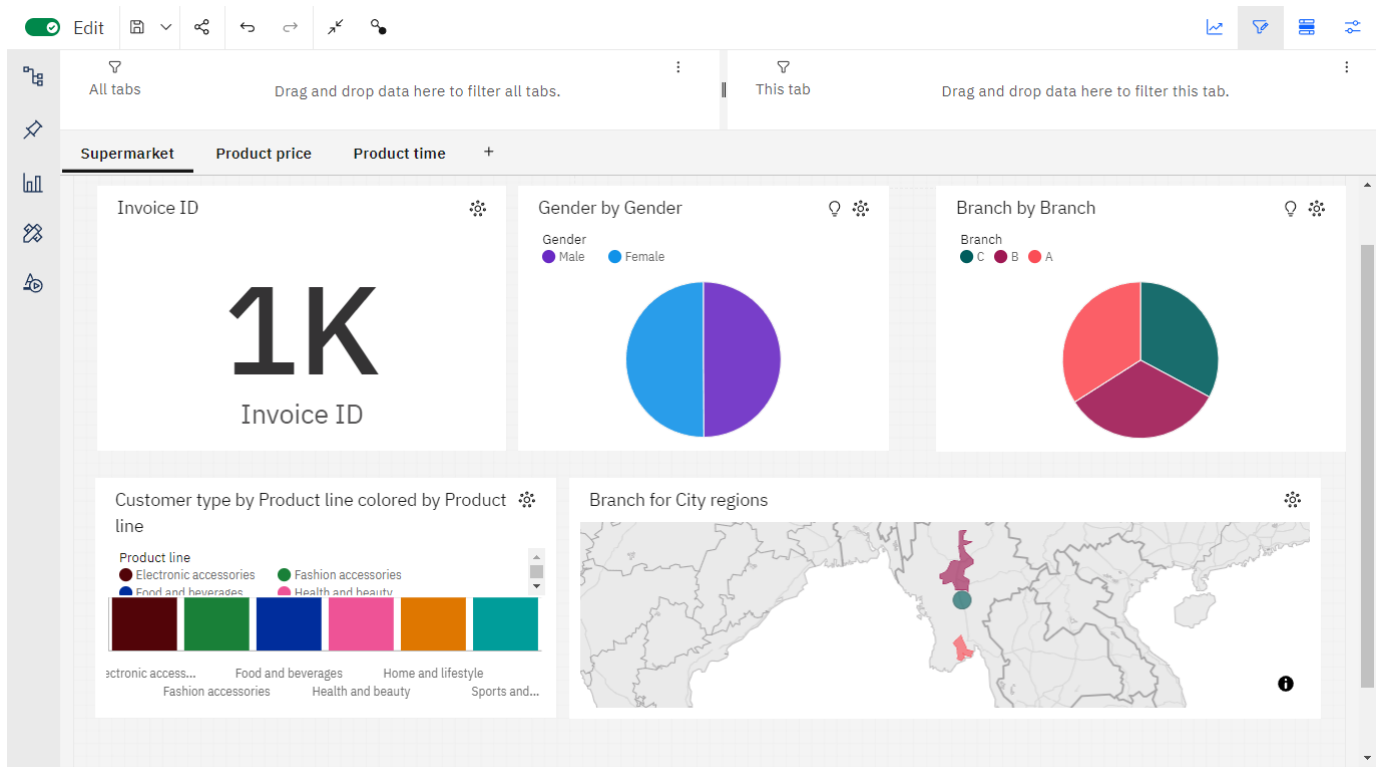 Edit
All tabs
Drag and drop data here to filter all tabs.
This tab
Drag and drop data here to filter this tab.
Supermarket
Product price
Product time
+
Invoice ID
1K
Invoice ID
Gender by Gender
Gender
Male
Female
Branch by Branch
Branch
C
B
A
Customer type by Product line colored by Product
line
Product line
Electronic accessories
Fashion accessories
Food and beverages
Health and beauty
ectronic access...
Food and beverages
Home and lifestyle
Fashion accessories
Health and beauty
Sports and...
Branch for City regions